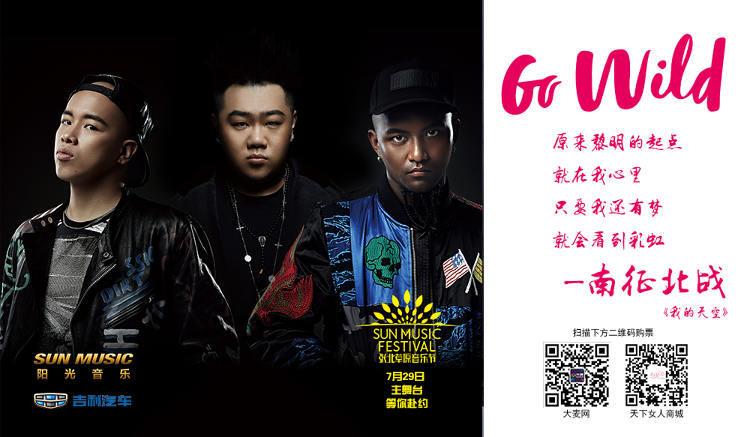 SUN MUSIC
阳光音乐
吉利汽车
SUN MUSIC
FESTIVAL
张北草原音乐节
7月29日
主舞台
等你赴约
Go Wild
原来黎明的起点
就在我心里
只要我还有梦
就会看到彩虹
—南征北战
《我的天空》
扫描下方二维码购票
大麦网
天下女人商城